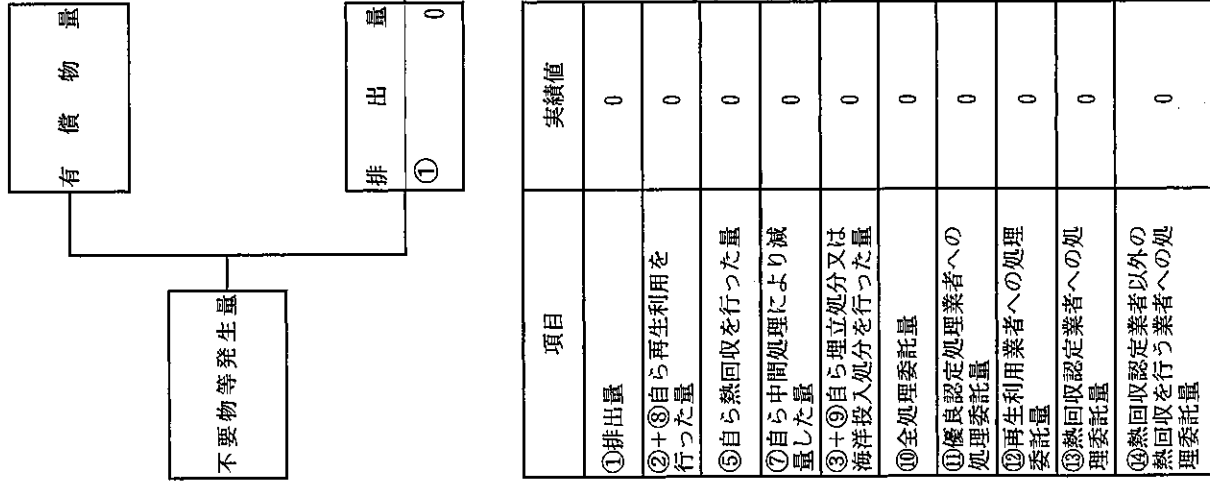 有償物量
排出量
① 0
不要物等発生量
項目 実績値
①排出量 0
②+⑧自ら再生利用を
行った量 0
⑤自ら熱回収を行った量 0
⑦自ら中間処理により減
量した量 0
③+⑨自ら埋立処分又は
海洋投入処分を行った量 0
⑩全処理委託量 0
⑪優良認定処理業者への
処理委託量 0
⑫再生利用業者への処理
委託量 0
⑬熱回収認定業者への処
理委託量 0
⑭熱回収認定業者以外の
熱回収を行う業者への処
理委託量 0